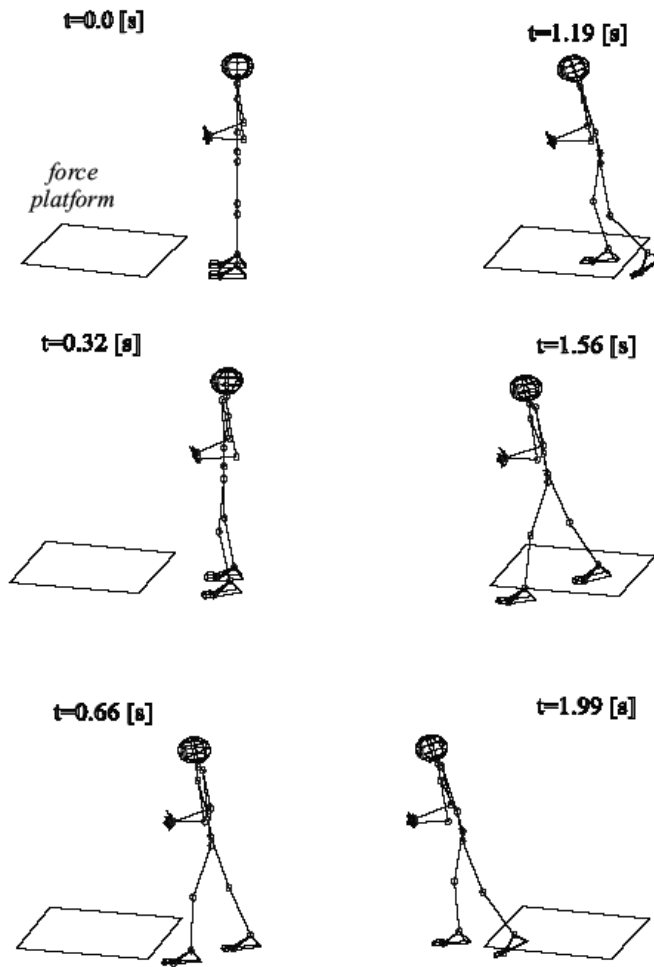 t=0.0 [s]
t=1.19 [s]
force
platform
t=0.32 [s]
t=1.56 [s]
t=0.66 [s]
t=1.99 [s]